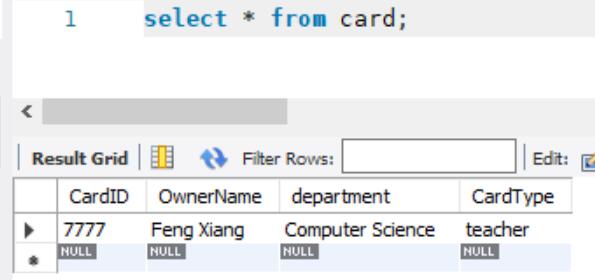 1 select * from card;
Result Grid Filter Rows: Edit:
CardID OwnerName department CardType
7777 Feng Xiang Computer Science teacher
NULL NULL NULL NULL